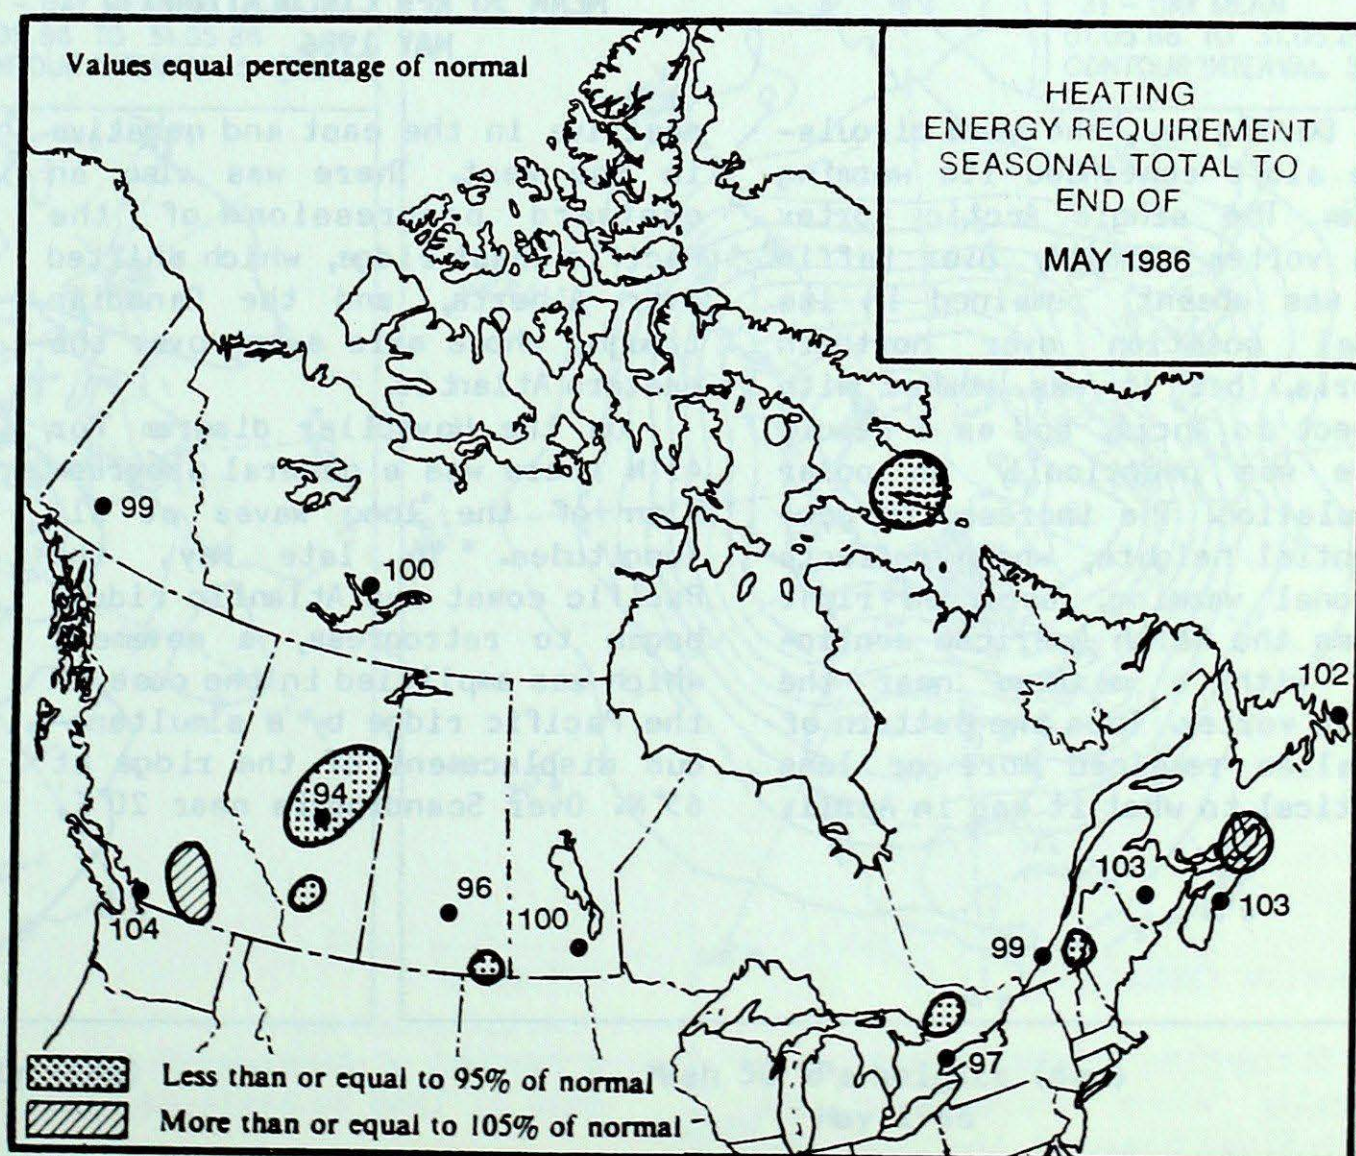 Values equal percentage of normal
HEATING
ENERGY REQUIREMENT
SEASONAL TOTAL TO
END OF
MAY 1986
99
100
102
94
96
103
104
100
103
99
97
Less than or equal to 95% of normal
More than or equal to 105% of normal